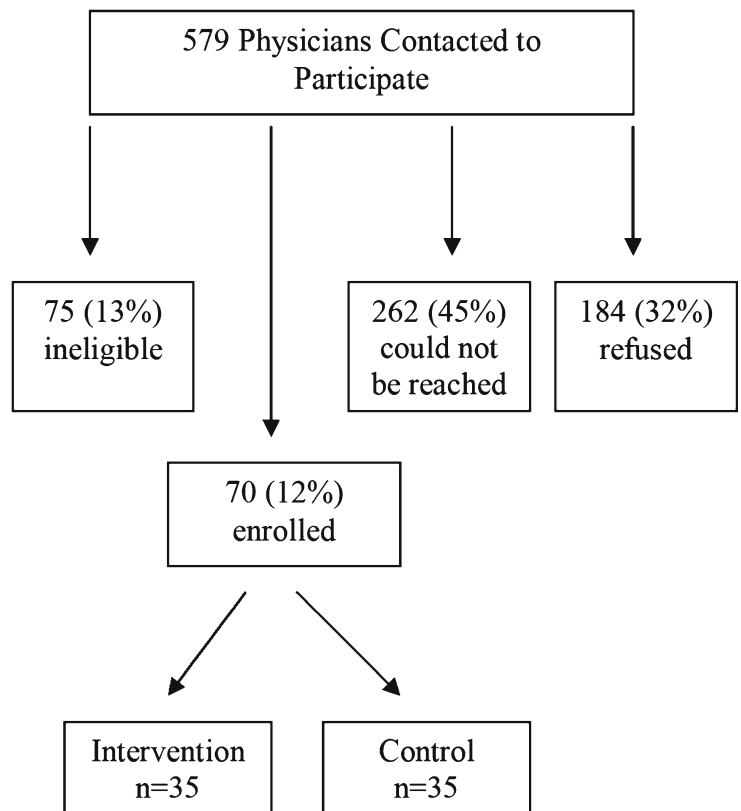 579 Physicians Contacted to
Participate
75 (13%)
ineligible
262 (45%)
could not
be reached
184 (32%)
refused
70 (12%)
enrolled
Intervention
n=35
Control
n=35